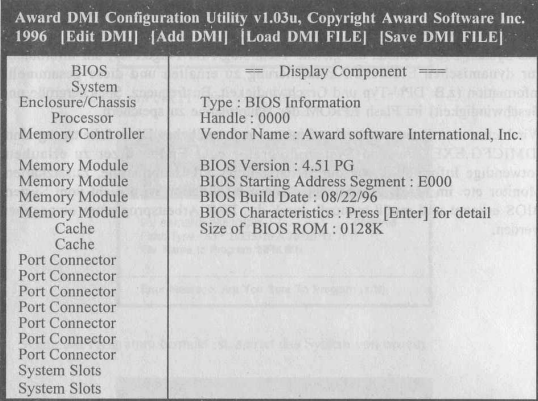 Award DMI Configuration Utility v1.03u, Copyright Award Software Inc.
1996 [Edit DMI] [Add DMI] [Load DMI FILE] [Save DMI FILE]
BIOS
System
Enclosure/Chassis
Processor
Memory Controller
Memory Module
Memory Module
Memory Module
Memory Module
Cache
Cache
Port Connector
Port Connector
Port Connector
Port Connector
Port Connector
Port Connector
System Slots
System Slots
== Display Component ==
Type : BIOS Information
Handle : 0000
Vendor Name : Award software International, Inc.
BIOS Version : 4.51 PG
BIOS Starting Address Segment : E000
BIOS Build Date : 08/22/96
BIOS Characteristics : Press [Enter] for detail
Size of BIOS ROM : 0128K